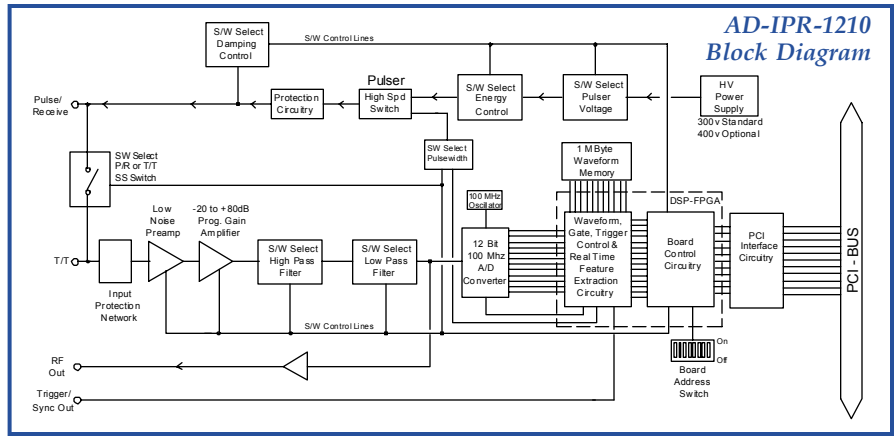 AD-IPR-1210
Block Diagram
S/W Select
Damping
Control
S/W Control Lines
Pulse/
Receive
Protection
Circuitry
Pulser
High Spd
Switch
S/W Select
Energy
Control
S/W Select
Pulser
Voltage
HV
Power
Supply
300v Standard
400v Optional
SW Select
Pulsewidth
SW Select
P/R or T/T
SS Switch
1 MByte
Waveform
Memory
100 MHz
Oscilator
DSP-FPGA
Low
Noise
Preamp
-20 to +80dB
Prog. Gain
Amplifier
T/T
Input
Protection
Network
S/W Select
High Pass
Filter
S/W Select
Low Pass
Filter
12 Bit
100 Mhz
A/D
Converter
Waveform,
Gate, Trigger
Control &
Real Time
Feature
Extraction
Circuitry
Board
Control
Circuitry
PCI
Interface
Circuitry
PCI - BUS
S/W Control Lines
On
Off
Board
Address
Switch
RF
Out
Trigger/
Sync Out